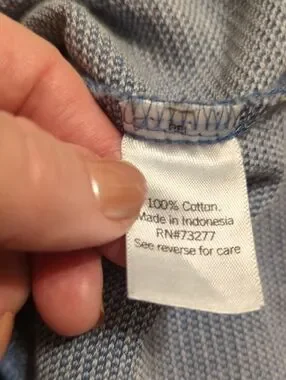 100% Cotton.
Made in Indonesia
RN#73277
See reverse for care